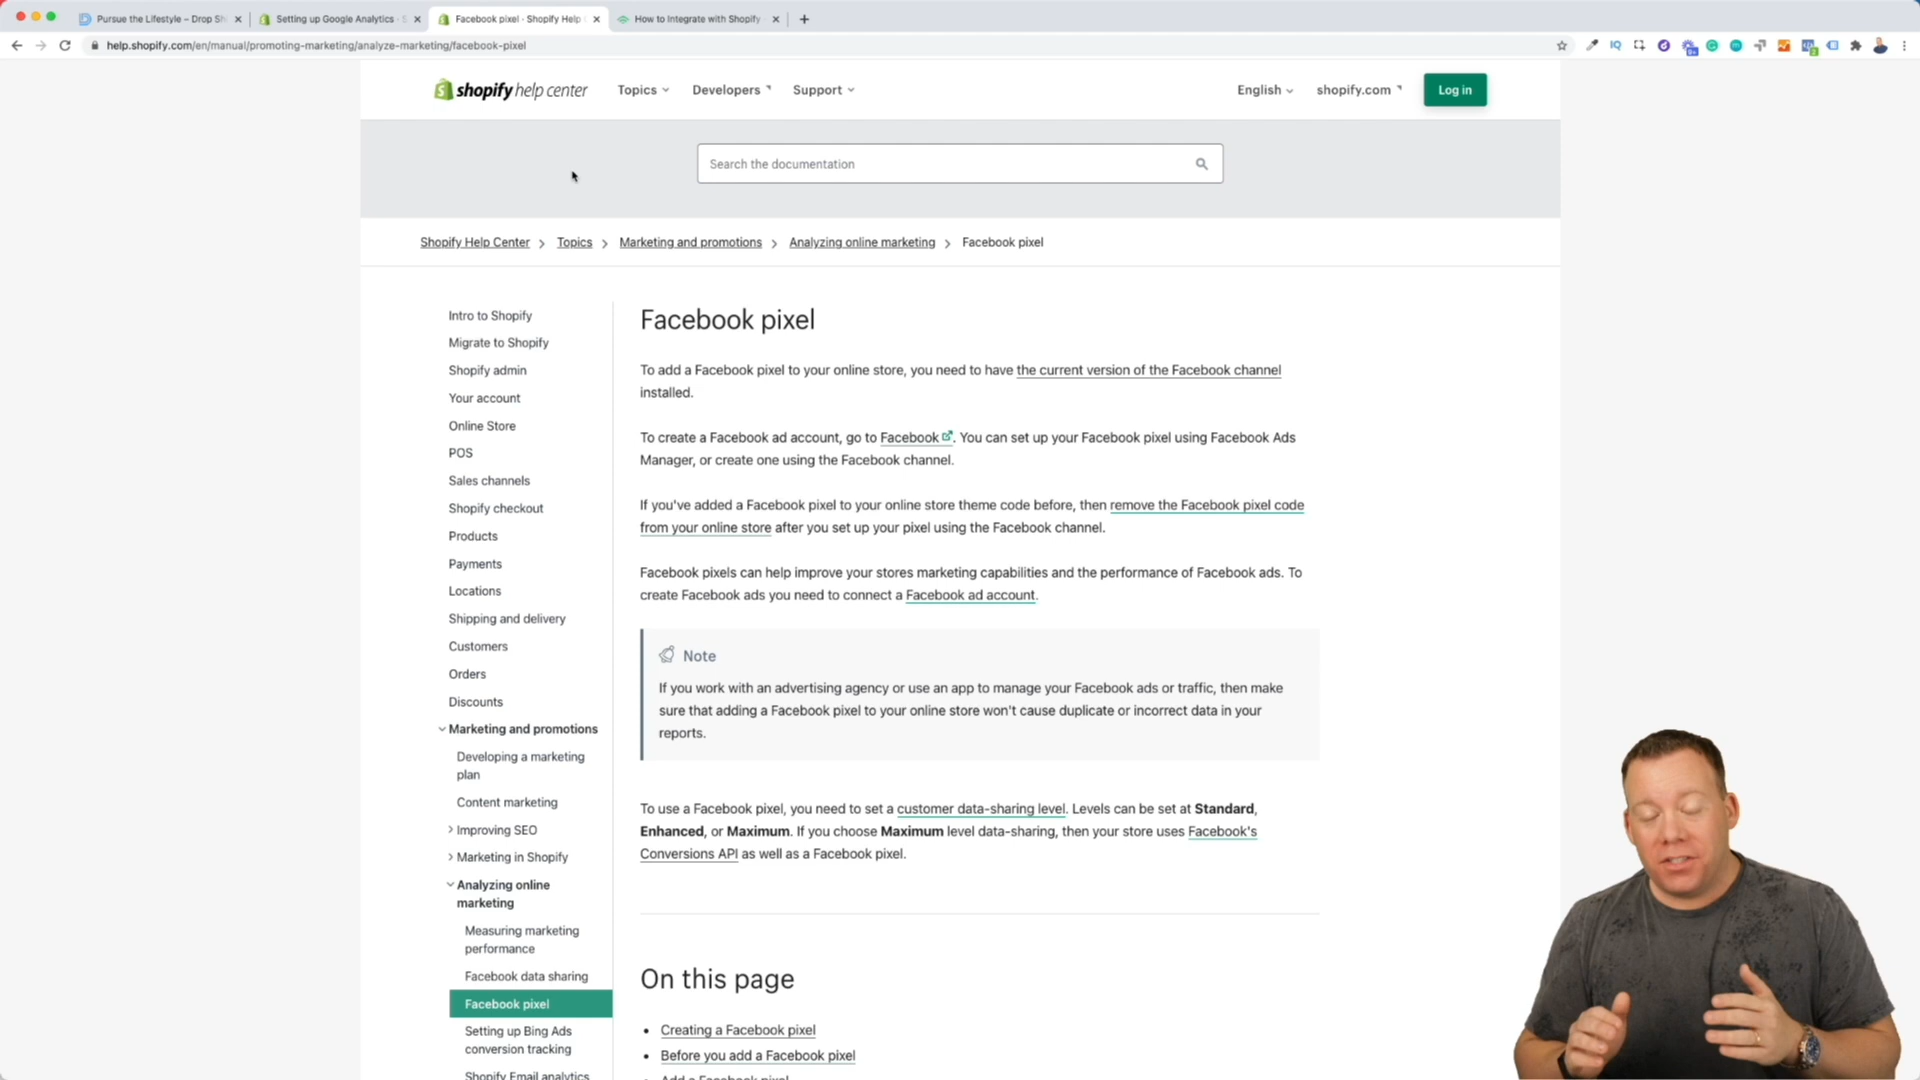 Pursue the Lifestyle – Drop Sh
Setting up Google Analytics · S
Facebook pixel · Shopify Help
How to Integrate with Shopify
help.shopify.com/en/manual/promoting-marketing/analyze-marketing/facebook-pixel
shopify help center
Topics
Developers
Support
English
shopify.com
Log in
Search the documentation
Shopify Help Center > Topics > Marketing and promotions > Analyzing online marketing > Facebook pixel
Intro to Shopify
Migrate to Shopify
Shopify admin
Your account
Online Store
POS
Sales channels
Shopify checkout
Products
Payments
Locations
Shipping and delivery
Customers
Orders
Discounts
Marketing and promotions
Developing a marketing
plan
Content marketing
Improving SEO
Marketing in Shopify
Analyzing online
marketing
Measuring marketing
performance
Facebook data sharing
Facebook pixel
Setting up Bing Ads
conversion tracking
Shopify Email analytics
Facebook pixel
To add a Facebook pixel to your online store, you need to have the current version of the Facebook channel
installed.
To create a Facebook ad account, go to Facebook. You can set up your Facebook pixel using Facebook Ads
Manager, or create one using the Facebook channel.
If you've added a Facebook pixel to your online store theme code before, then remove the Facebook pixel code
from your online store after you set up your pixel using the Facebook channel.
Facebook pixels can help improve your stores marketing capabilities and the performance of Facebook ads. To
create Facebook ads you need to connect a Facebook ad account.
Note
If you work with an advertising agency or use an app to manage your Facebook ads or traffic, then make
sure that adding a Facebook pixel to your online store won't cause duplicate or incorrect data in your
reports.
To use a Facebook pixel, you need to set a customer data-sharing level. Levels can be set at Standard,
Enhanced, or Maximum. If you choose Maximum level data-sharing, then your store uses Facebook's
Conversions API as well as a Facebook pixel.
On this page
• Creating a Facebook pixel
• Before you add a Facebook pixel
• Add a Facebook pixel